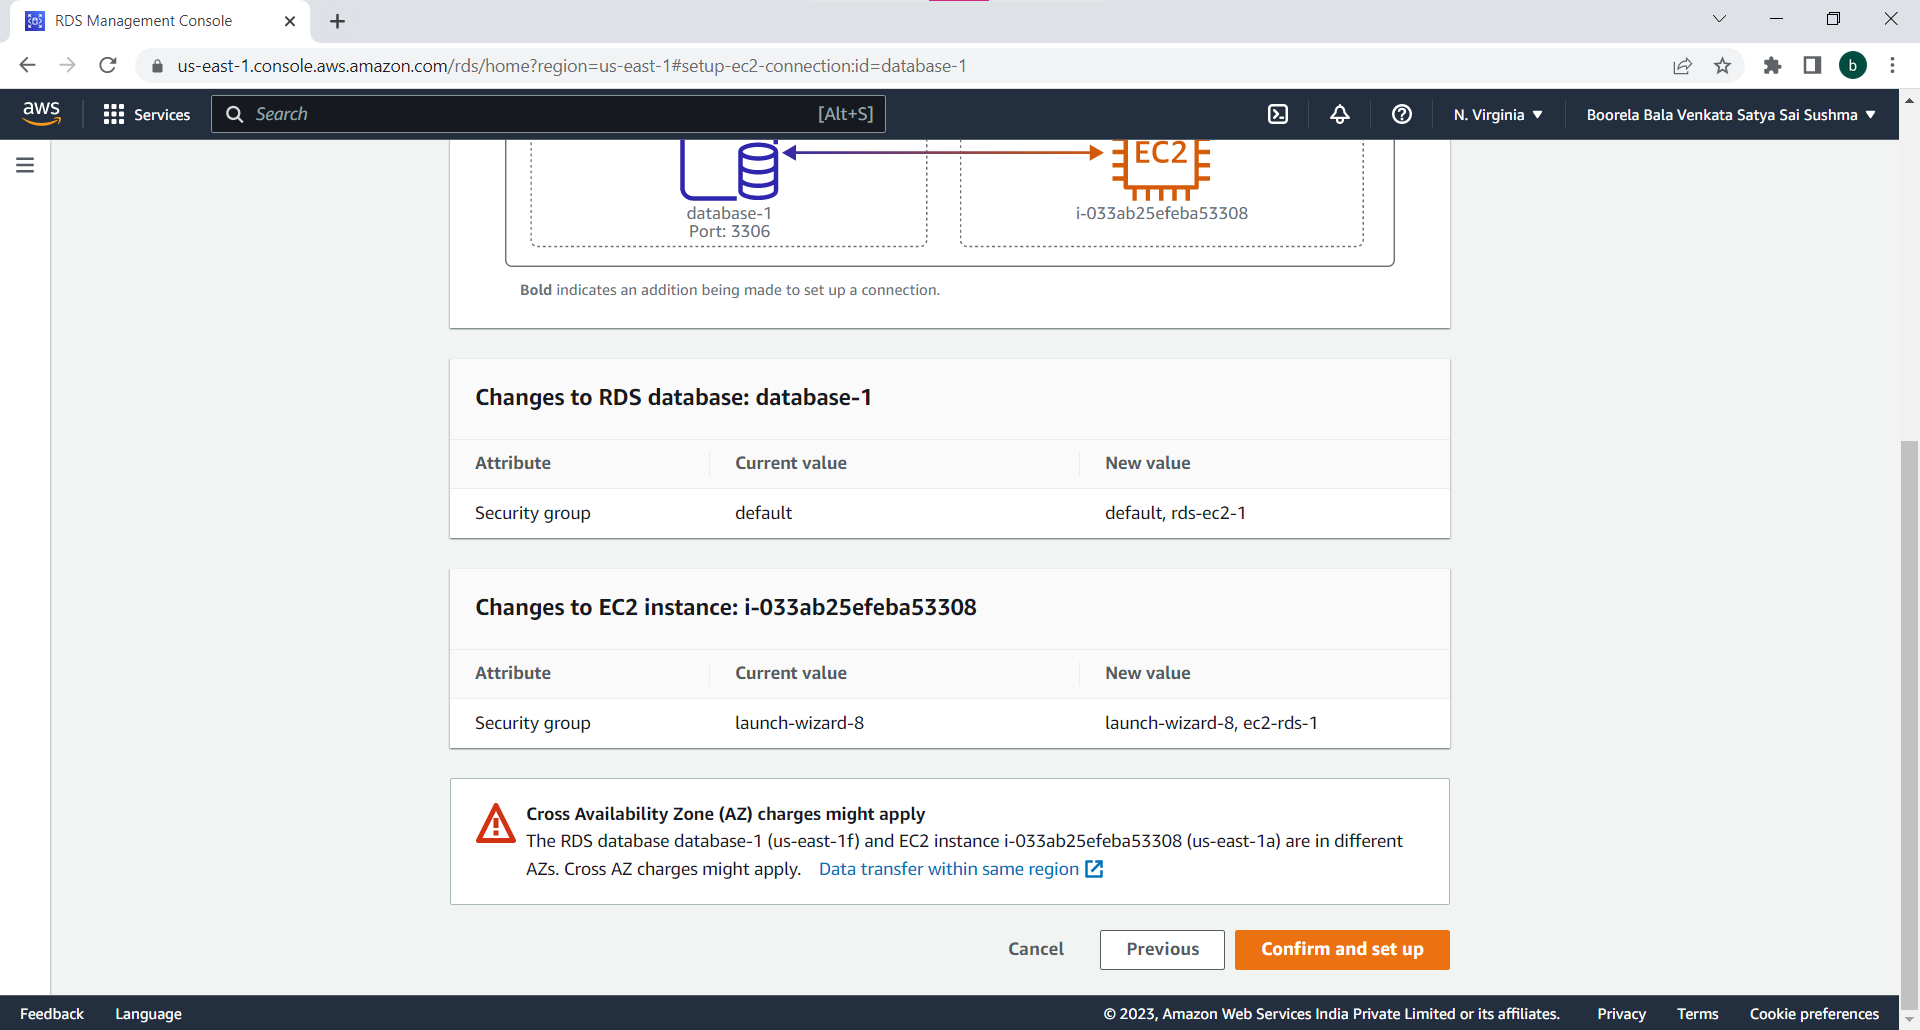 RDS Management Console
us-east-1.console.aws.amazon.com/rds/home?region=us-east-1#setup-ec2-connection:id=database-1
b
aws
Services
Search
[Alt+S]
N. Virginia
Boorela Bala Venkata Satya Sai Sushma
EC2
database-1
Port: 3306
i-033ab25efeba53308
Bold indicates an addition being made to set up a connection.
Changes to RDS database: database-1
Attribute Current value New value
Security group default default, rds-ec2-1
Changes to EC2 instance: i-033ab25efeba53308
Attribute Current value New value
Security group launch-wizard-8 launch-wizard-8, ec2-rds-1
Cross Availability Zone (AZ) charges might apply
The RDS database database-1 (us-east-1f) and EC2 instance i-033ab25efeba53308 (us-east-1a) are in different
AZs. Cross AZ charges might apply. Data transfer within same region
Cancel Previous Confirm and set up
Feedback Language © 2023, Amazon Web Services India Private Limited or its affiliates. Privacy Terms Cookie preferences